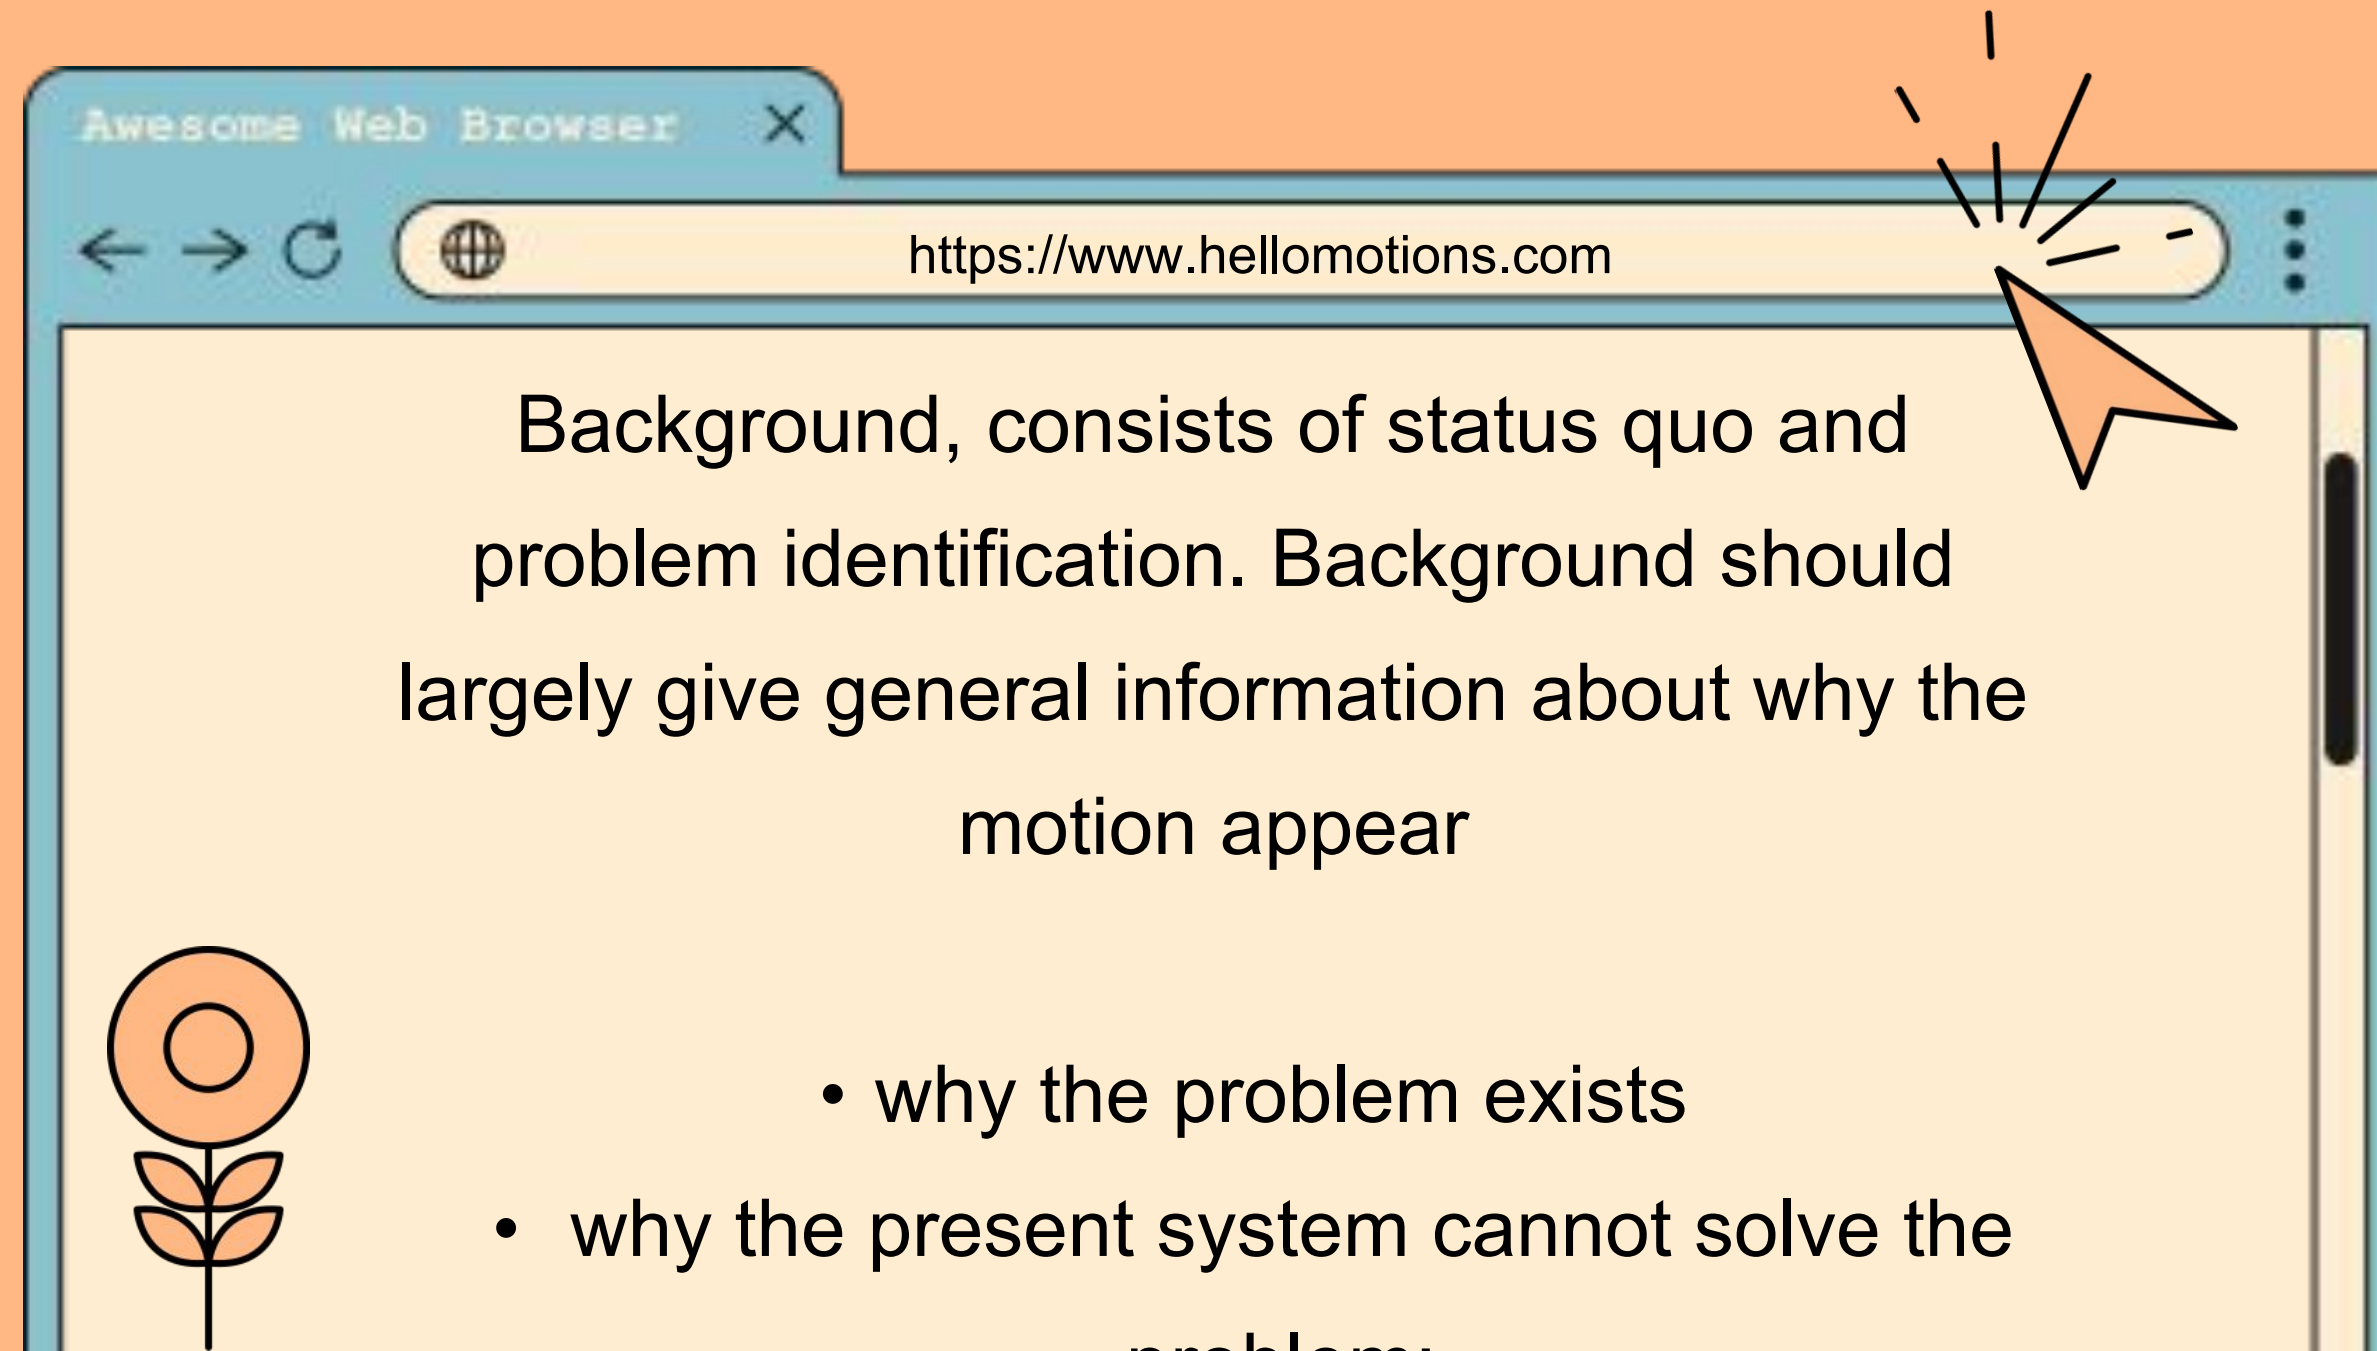 Awesome Web Browser
https://www.hellomotions.com
Background, consists of status quo and
problem identification. Background should
largely give general information about why the
motion appear
• why the problem exists
• why the present system cannot solve the